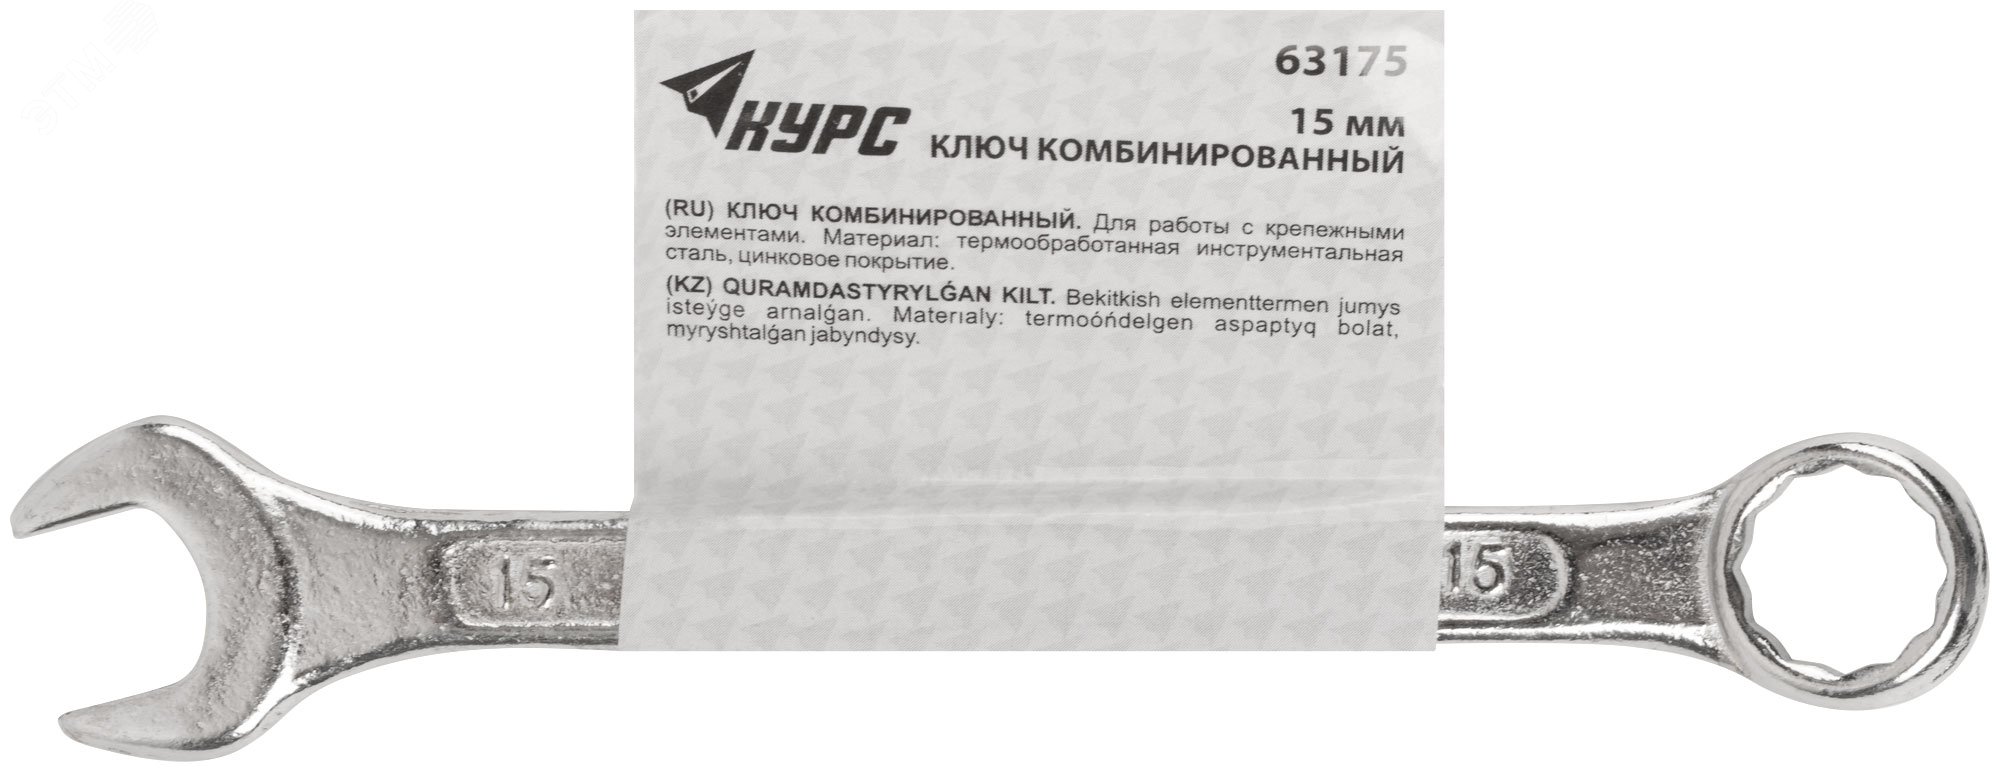 ЭТМ
КУРС
63175
15 мм
КЛЮЧ КОМБИНИРОВАННЫЙ
(RU) КЛЮЧ КОМБИНИРОВАННЫЙ. Для работы с крепежными
элементами. Материал: термообработанная инструментальная
сталь, цинковое покрытие.
(KZ) QURAMDASTYRYLǴAN KILT. Bekitkish elementtermen jumys
isteýge arnalǵan. Materıaly: termoóńdelgen aspaptyq bolat,
myryshtalǵan jabyndysy.
15
15